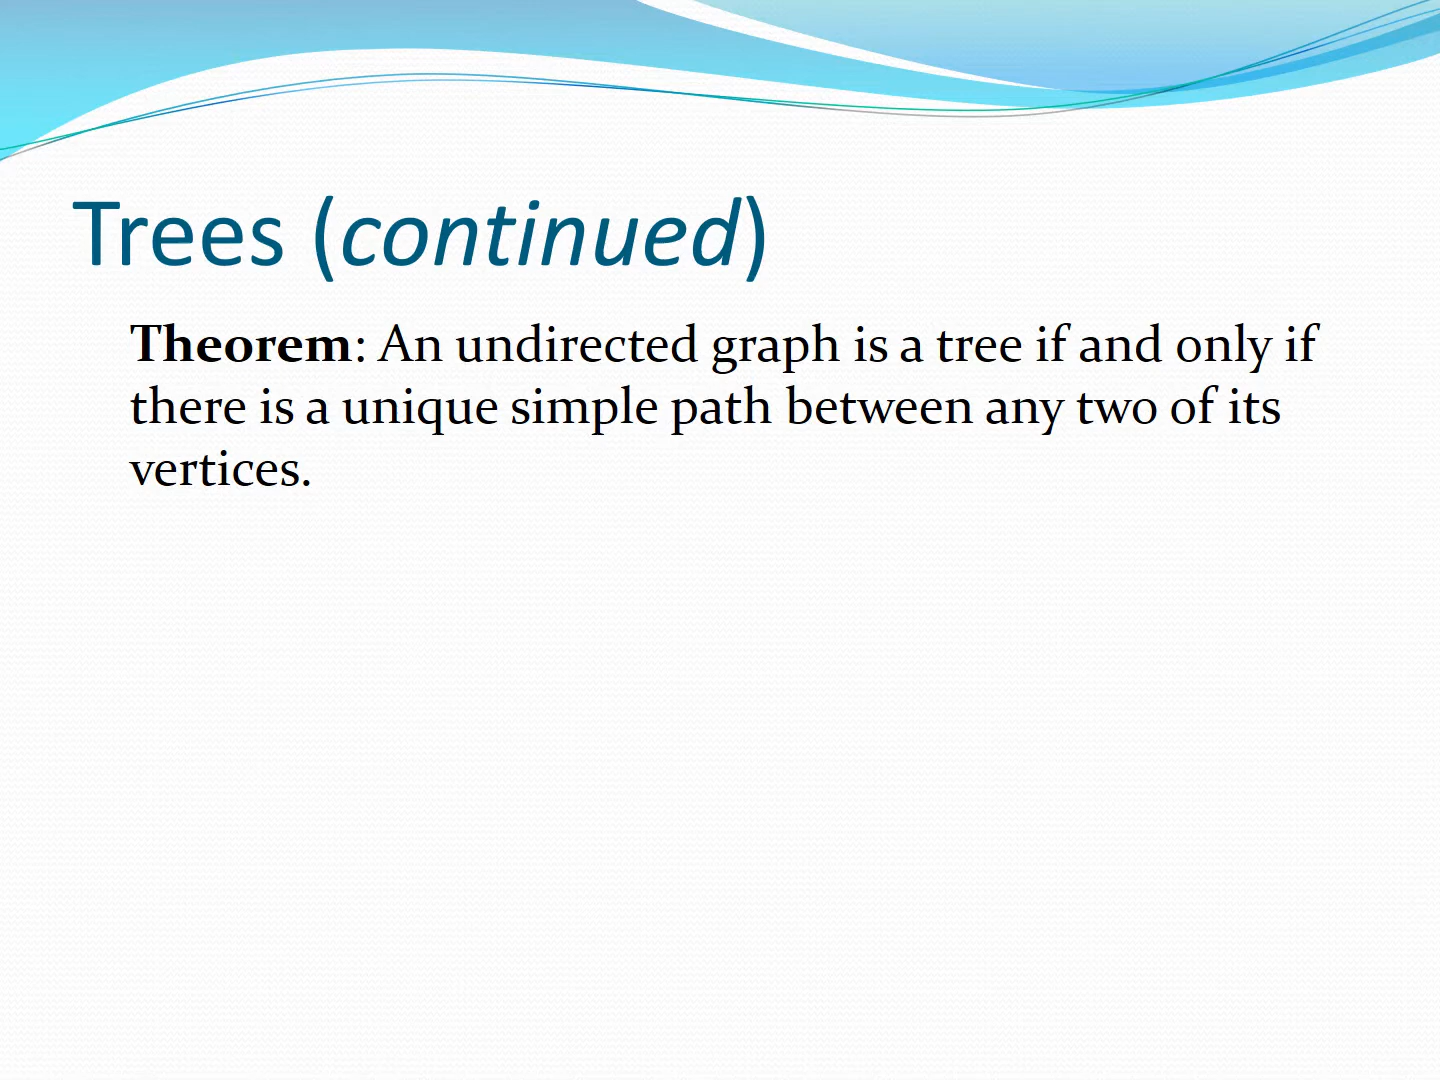 Trees (continued)
Theorem: An undirected graph is a tree if and only if
there is a unique simple path between any two of its
vertices.